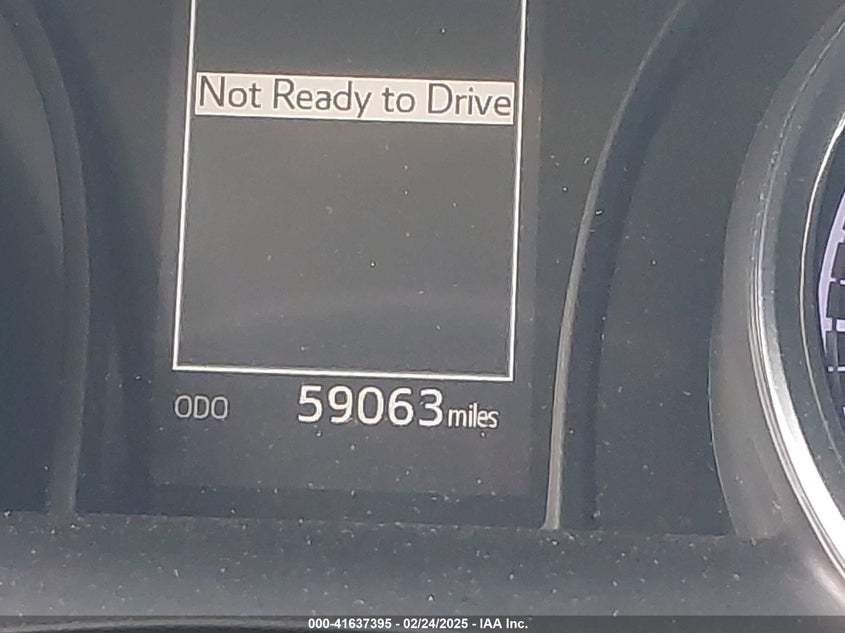 Not Ready to Drive
ODO 59063 miles
000-41637395 - 02/24/2025 - IAA Inc.